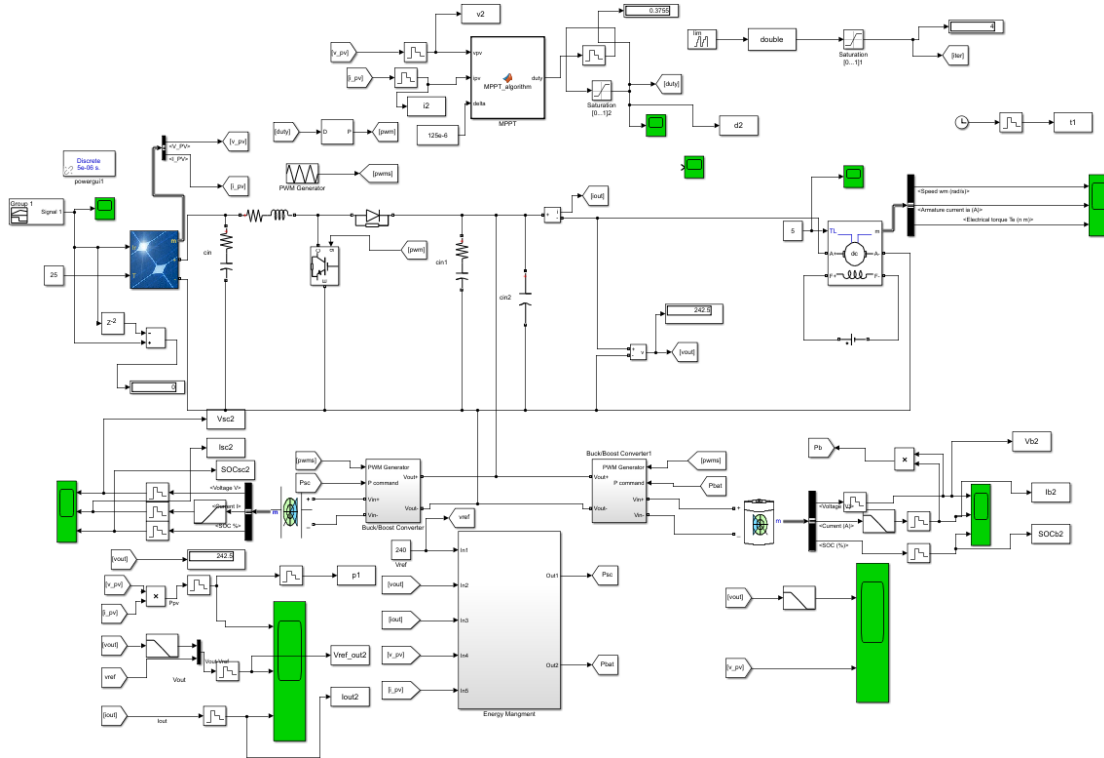 v2
0.3755
[v_pv]
vpv
[i_pv]
ipv
i2
MPPT_algorithm
duty
delta
125e-6
MPPT
Saturation
[0...1]2
[duty]
d2
lim
double
Saturation
[0...1]1
4
[iter]
t1
[duty]
D
P
[pwm]
PWM Generator
[pwms]
Discrete
5e-06 s.
powergui1
<V_PV>
<I_PV>
[v_pv]
[i_pv]
Group 1
Signal 1
25
T
m
+
-
cin
[pwm]
g
C
E
cin1
cin2
[iout]
+
i
-
5
TL
m
A+
dc
A-
F+
F-
<Speed wm (rad/s)>
<Armature current ia (A)>
<Electrical torque Te (n m)>
Z-2
-
+
0
242.5
+
-
v
[vout]
Vsc2
Isc2
SOCsc2
<Voltage V>
<Current I>
<SOC %>
m
+
_
[pwms]
Psc
PWM Generator
P command
Vin+
Vin-
Vout+
Vout-
Buck/Boost Converter
Buck/Boost Converter1
Vout+
Vout-
PWM Generator
P command
Vin+
Vin-
[pwms]
Pbat
+
_
m
<Current (A)>
<SOC (%)>
Pb
×
Vb2
Ib2
SOCb2
[vout]
242.5
[v_pv]
[i_pv]
×
Ppv
p1
[vout]
vref
Vout
Vref_out2
[iout]
Iout
Iout2
240
Vref
vref
[vout]
[iout]
[v_pv]
[i_pv]
In1
In2
In3
In4
In5
Out1
Out2
Energy Mangment
Psc
Pbat
[vout]
[v_pv]